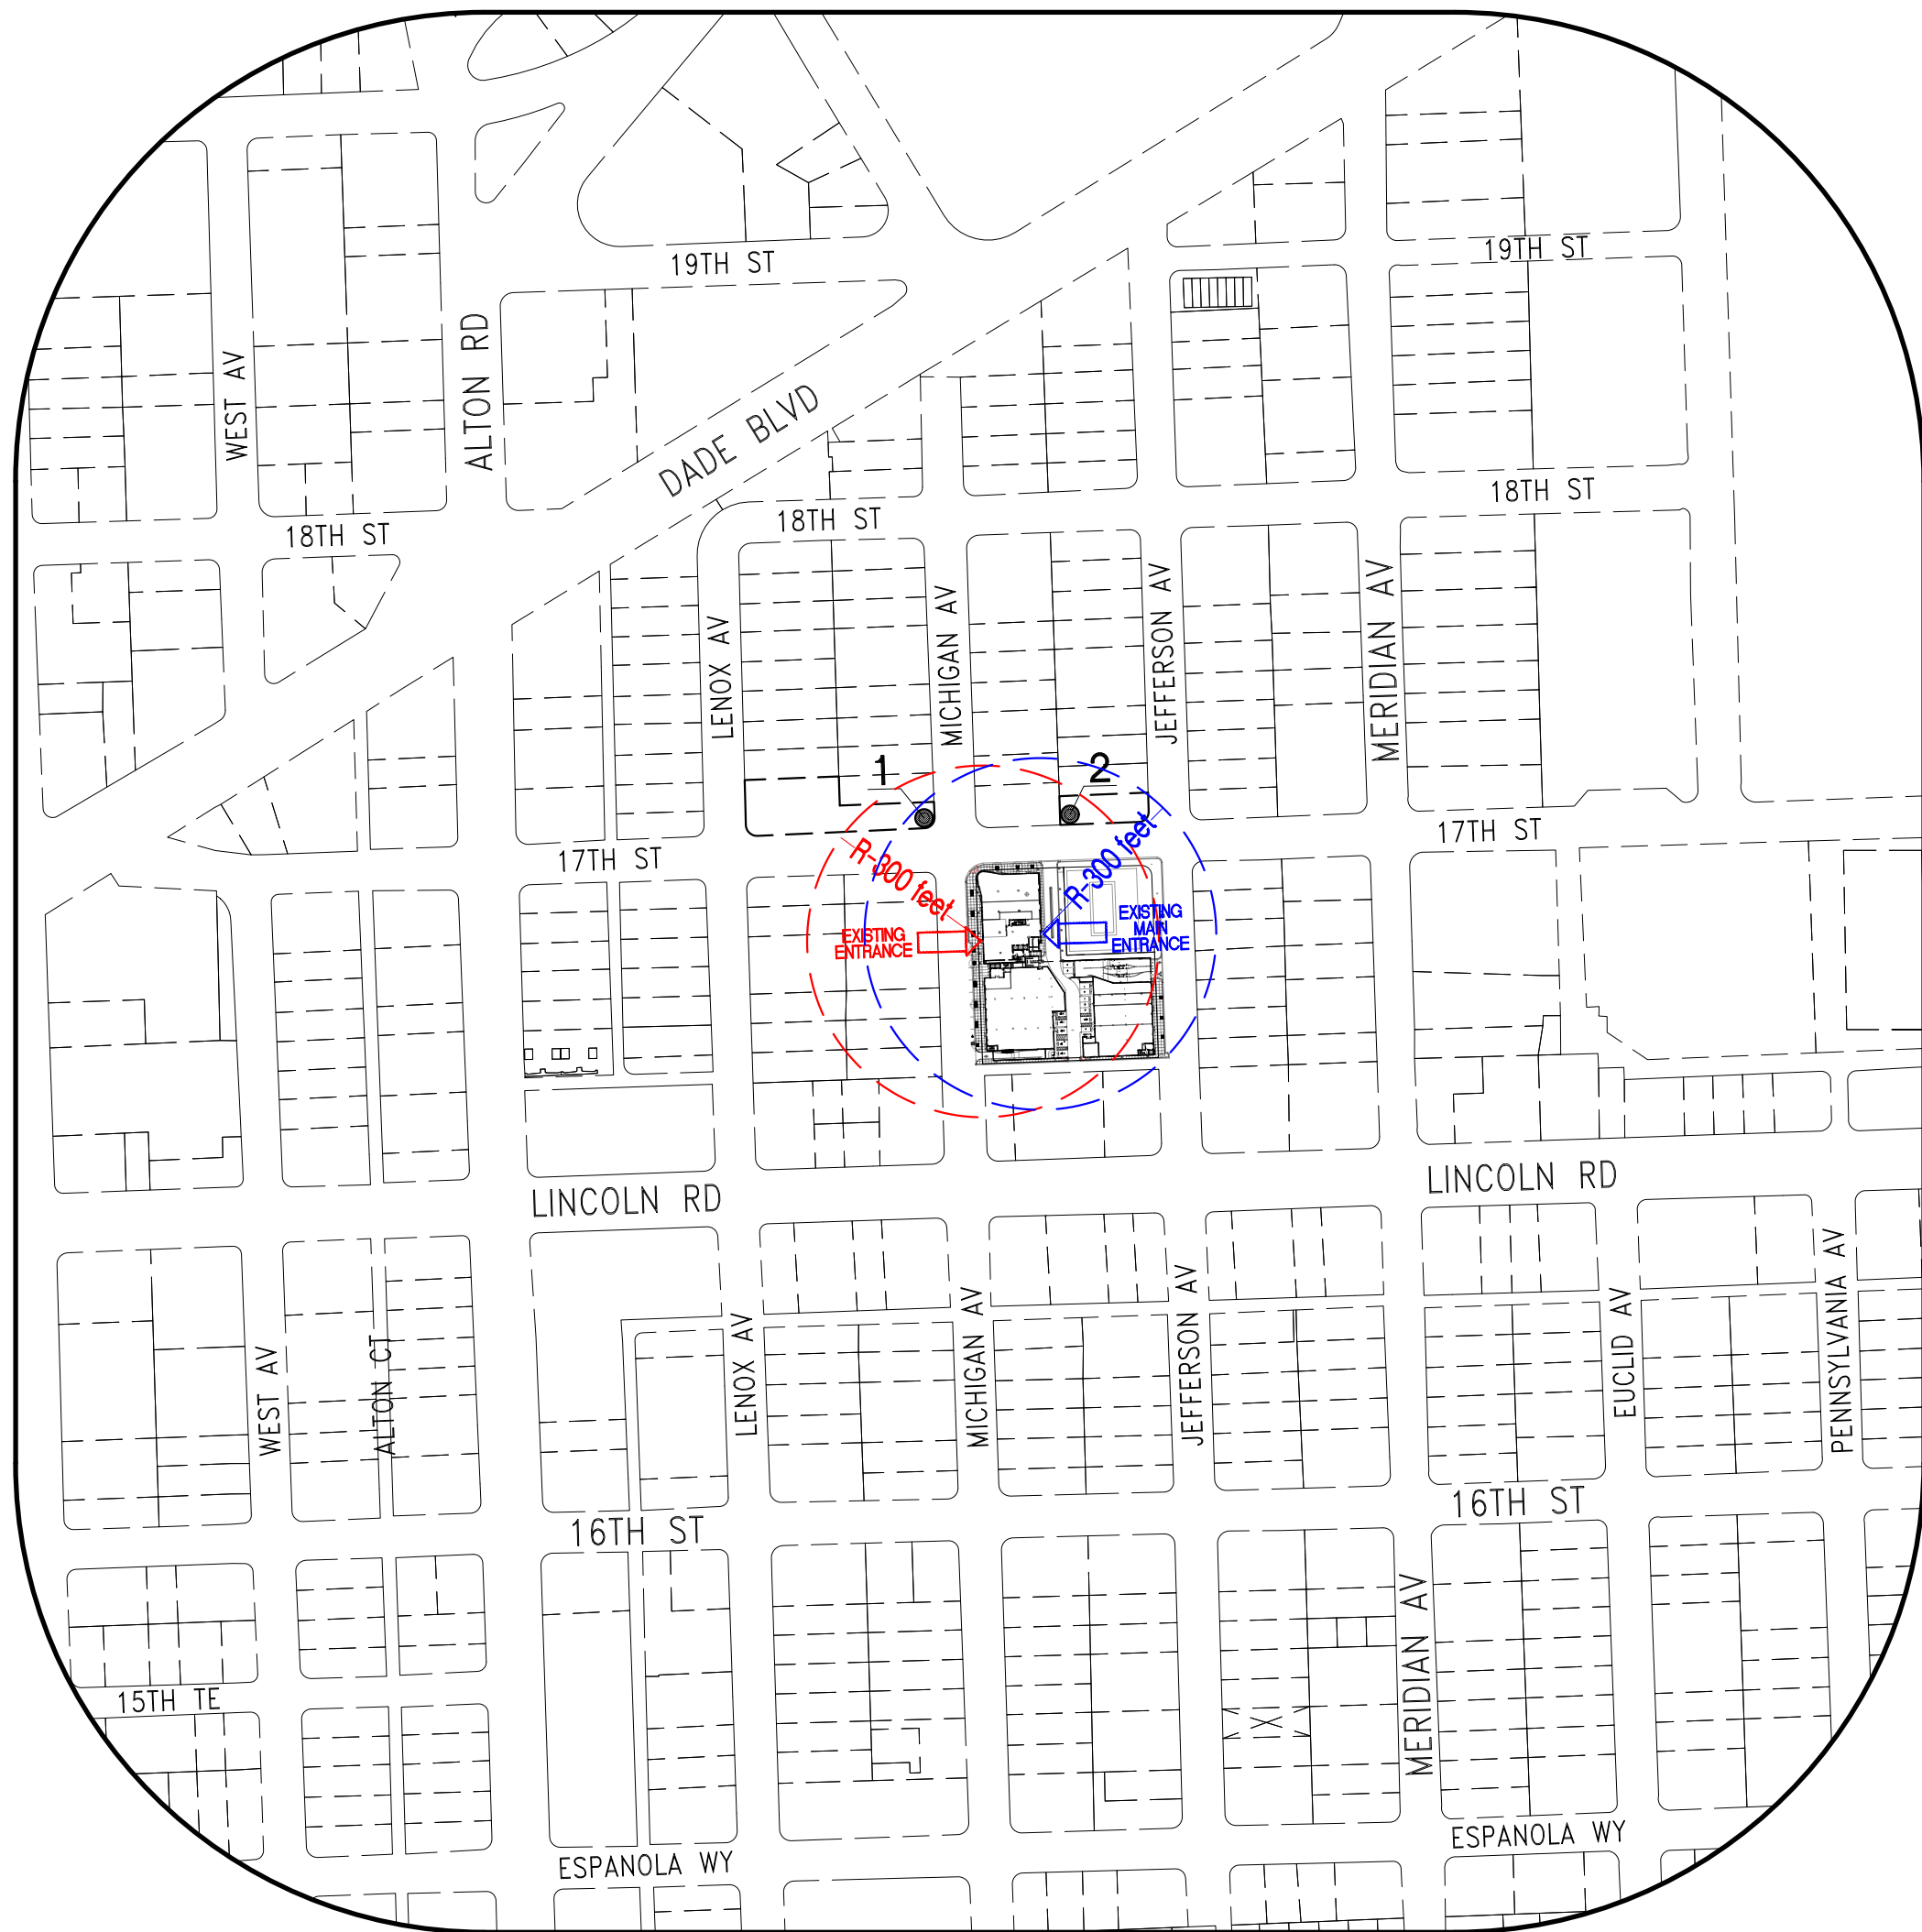 19TH ST
19TH ST
WEST AV
ALTON RD
DADE BLVD
18TH ST
18TH ST
18TH ST
LENOX AV
MICHIGAN AV
JEFFERSON AV
MERIDIAN AV
1
2
17TH ST
17TH ST
R-300 feet
R-300 feet
EXISTING
ENTRANCE
EXISTING
MAIN
ENTRANCE
LINCOLN RD
LINCOLN RD
WEST AV
ALTON CT
LENOX AV
MICHIGAN AV
JEFFERSON AV
EUCLID AV
PENNSYLVANIA AV
16TH ST
16TH ST
MERIDIAN AV
15TH TE
ESPANOLA WY
ESPANOLA WY